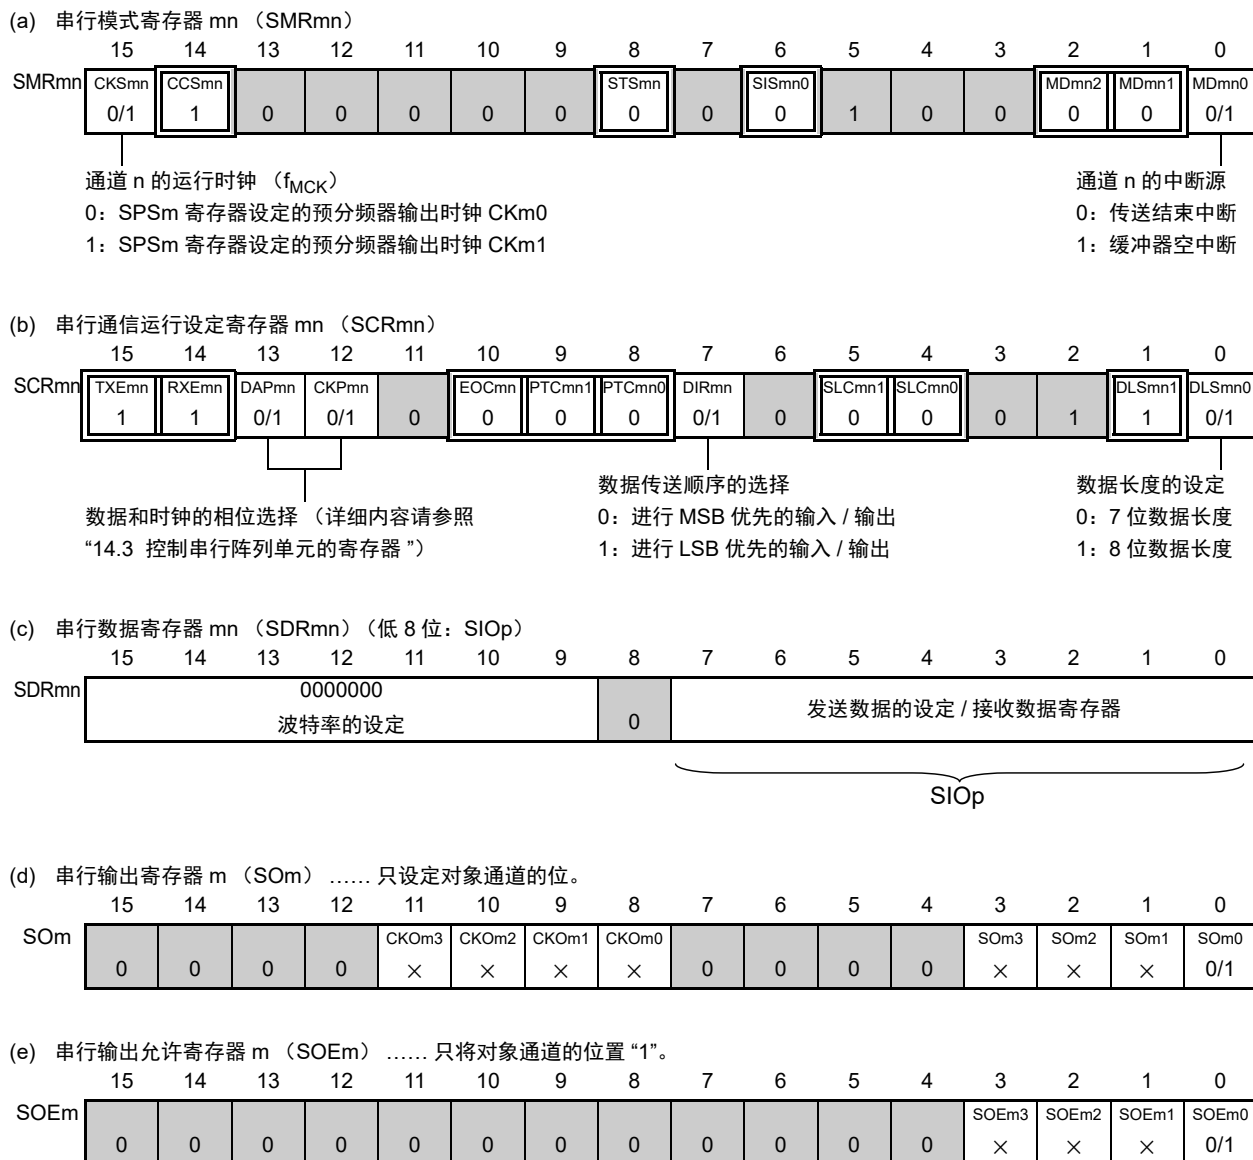 (a) 串行模式寄存器 mn （SMRmn）
15 14 13 12 11 10 9 8 7 6 5 4 3 2 1 0
SMRmn CKSmn CCSmn STSmn SISmn0 MDmn2 MDmn1 MDmn0
0/1 1 0 0 0 0 0 0 0 0 1 0 0 0 0 0/1
通道 n 的运行时钟 （fMCK） 通道 n 的中断源
0：SPSm 寄存器设定的预分频器输出时钟 CKm0 0：传送结束中断
1：SPSm 寄存器设定的预分频器输出时钟 CKm1 1：缓冲器空中断
(b) 串行通信运行设定寄存器 mn （SCRmn）
15 14 13 12 11 10 9 8 7 6 5 4 3 2 1 0
SCRmn TXEmn RXEmn DAPmn CKPmn EOCmn PTCmn1 PTCmn0 DIRmn SLCmn1 SLCmn0 DLSmn1 DLSmn0
1 1 0/1 0/1 0 0 0 0 0/1 0 0 0 0 1 1 0/1
数据传送顺序的选择 数据长度的设定
数据和时钟的相位选择 （详细内容请参照 0：进行 MSB 优先的输入 / 输出 0：7 位数据长度
“14.3 控制串行阵列单元的寄存器 ”） 1：进行 LSB 优先的输入 / 输出 1：8 位数据长度
(c) 串行数据寄存器 mn （SDRmn）（低 8 位：SIOp）
15 14 13 12 11 10 9 8 7 6 5 4 3 2 1 0
SDRmn 0000000
波特率的设定 0 发送数据的设定 / 接收数据寄存器
SIOp
(d) 串行输出寄存器 m （SOm） …… 只设定对象通道的位。
15 14 13 12 11 10 9 8 7 6 5 4 3 2 1 0
SOm CKOm3 CKOm2 CKOm1 CKOm0 SOm3 SOm2 SOm1 SOm0
0 0 0 0 × × × × 0 0 0 0 × × × 0/1
(e) 串行输出允许寄存器 m （SOEm） …… 只将对象通道的位置 “1”。
15 14 13 12 11 10 9 8 7 6 5 4 3 2 1 0
SOEm SOEm3 SOEm2 SOEm1 SOEm0
0 0 0 0 0 0 0 0 0 0 0 0 × × × 0/1